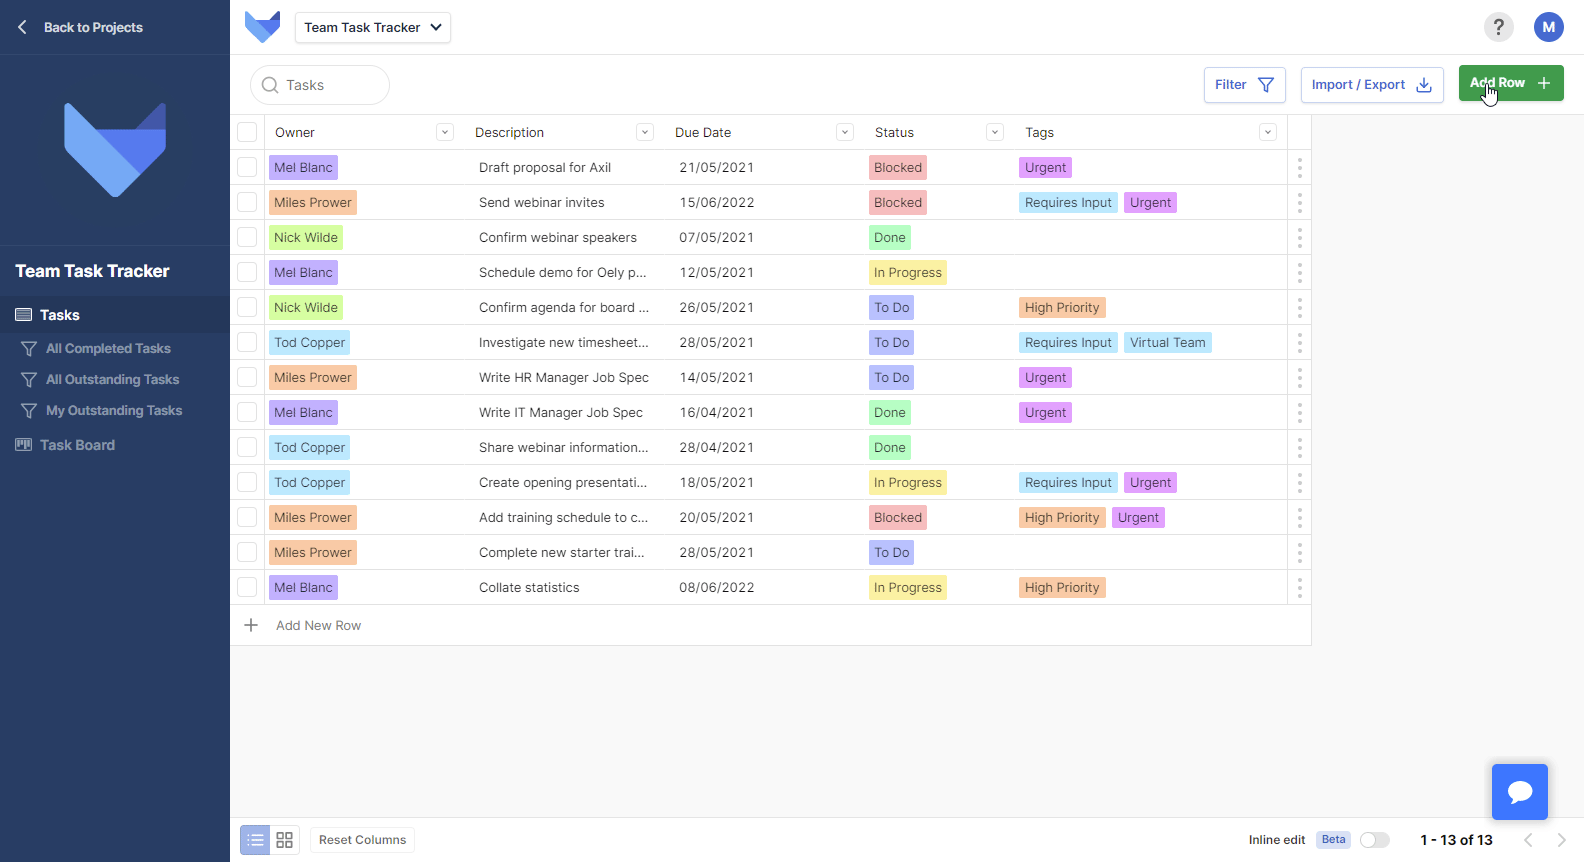 Back to Projects
Team Task Tracker
? M
Tasks
Filter
Import / Export
Add Row
Team Task Tracker
Tasks
All Completed Tasks
All Outstanding Tasks
My Outstanding Tasks
Task Board
Owner Description Due Date Status Tags
Mel Blanc Draft proposal for Axil 21/05/2021 Blocked Urgent
Miles Prower Send webinar invites 15/06/2022 Blocked Requires Input Urgent
Nick Wilde Confirm webinar speakers 07/05/2021 Done
Mel Blanc Schedule demo for Oely p... 12/05/2021 In Progress
Nick Wilde Confirm agenda for board ... 26/05/2021 To Do High Priority
Tod Copper Investigate new timesheet... 28/05/2021 To Do Requires Input Virtual Team
Miles Prower Write HR Manager Job Spec 14/05/2021 To Do Urgent
Mel Blanc Write IT Manager Job Spec 16/04/2021 Done Urgent
Tod Copper Share webinar information... 28/04/2021 Done
Tod Copper Create opening presentati... 18/05/2021 In Progress Requires Input Urgent
Miles Prower Add training schedule to c... 20/05/2021 Blocked High Priority Urgent
Miles Prower Complete new starter trai... 28/05/2021 To Do
Mel Blanc Collate statistics 08/06/2022 In Progress High Priority
Add New Row
Reset Columns
Inline edit Beta 1 - 13 of 13